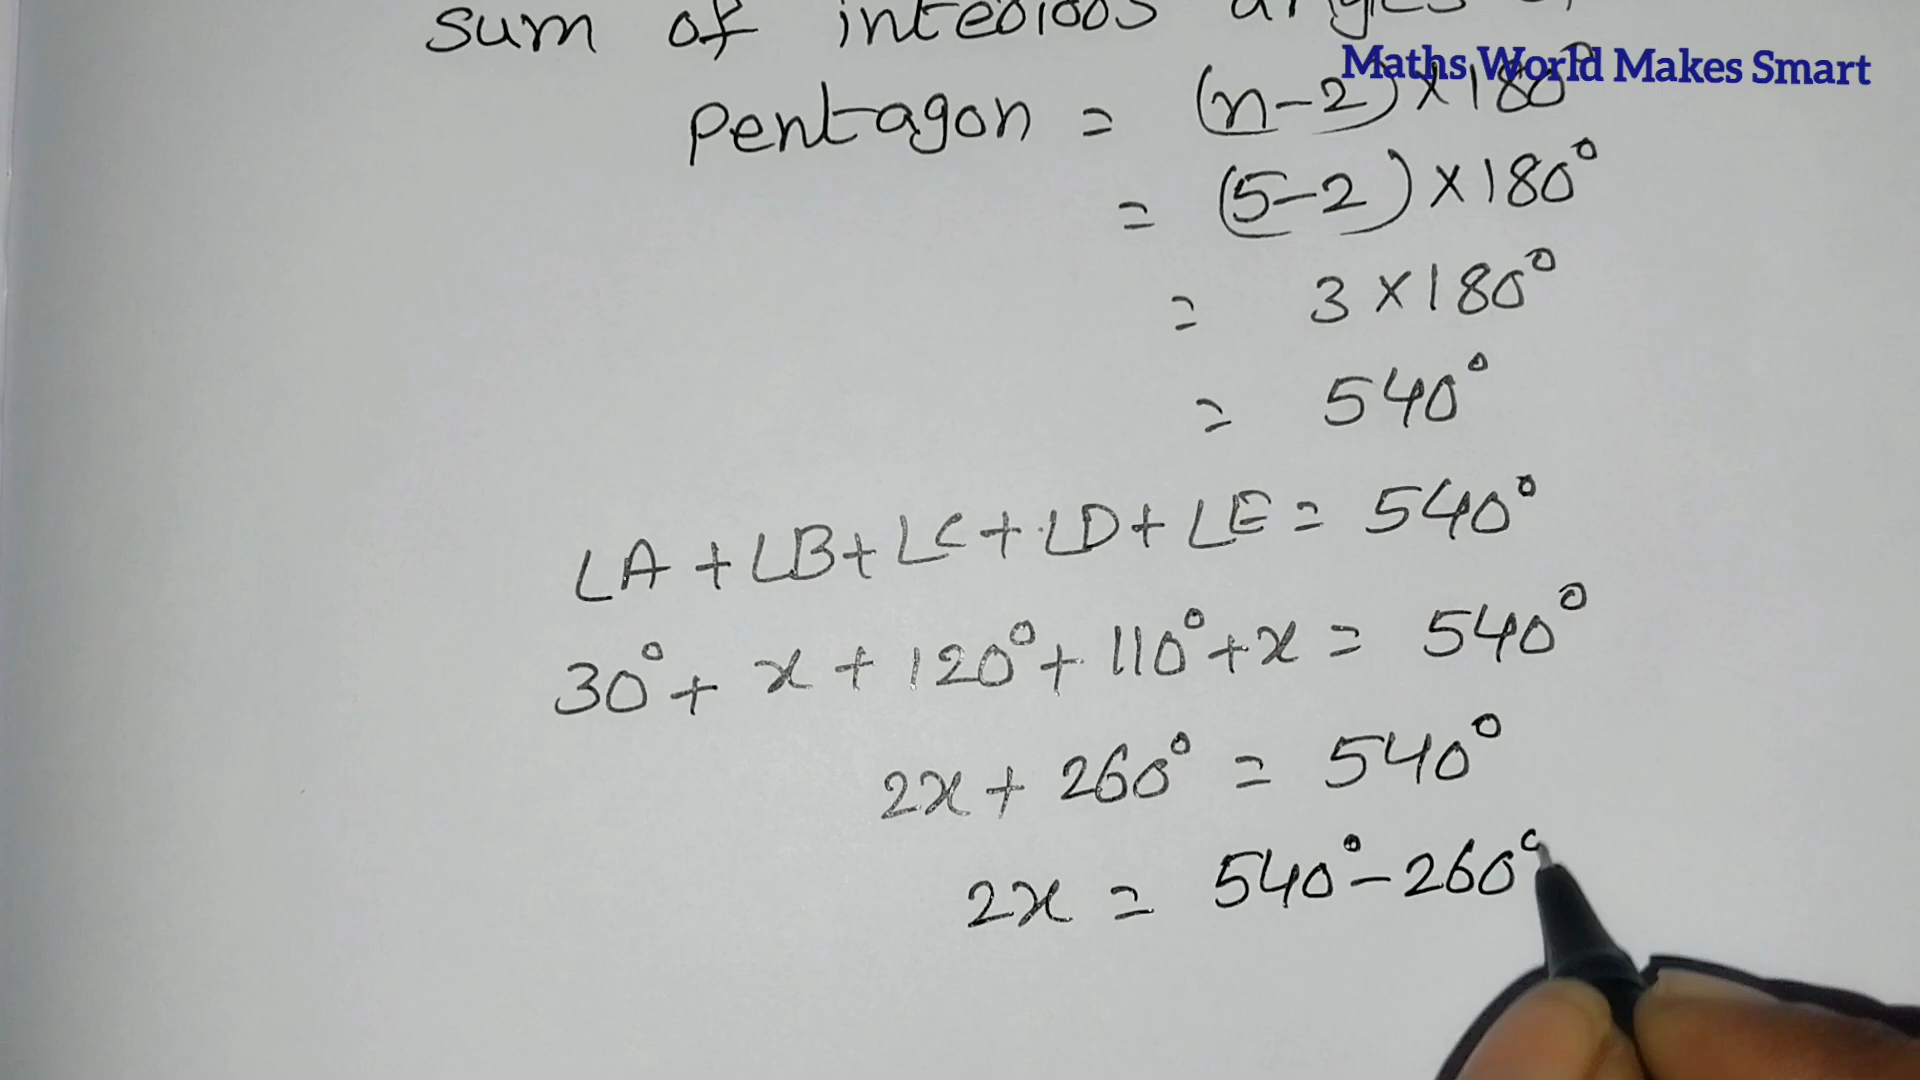 sum of interiors angles
Maths World Makes Smart
Pentagon = (n-2)×180°
= (5-2)×180°
= 3×180°
= 540°
∠A+∠B+∠C+∠D+∠E=540°
30°+x+120°+110°+x=540°
2x+260°=540°
2x=540°-260°